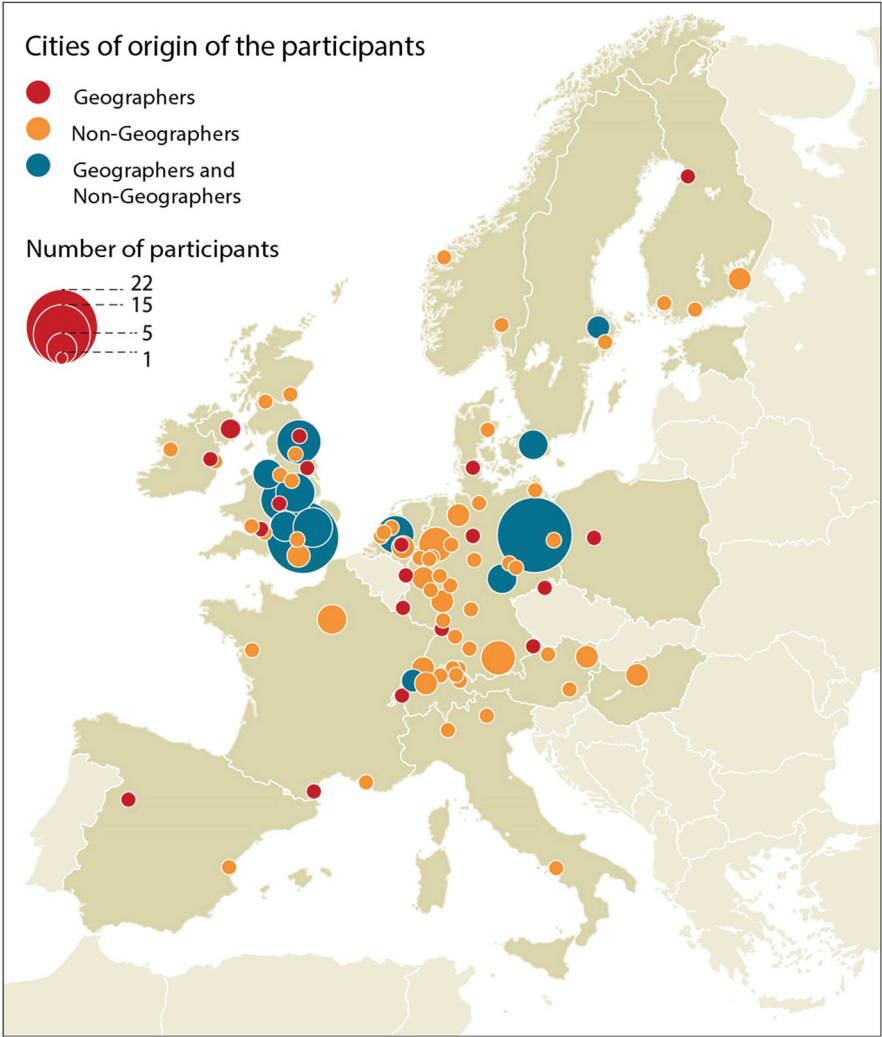 Cities of origin of the participants
Geographers
Non-Geographers
Geographers and
Non-Geographers
Number of participants
22
15
5
1